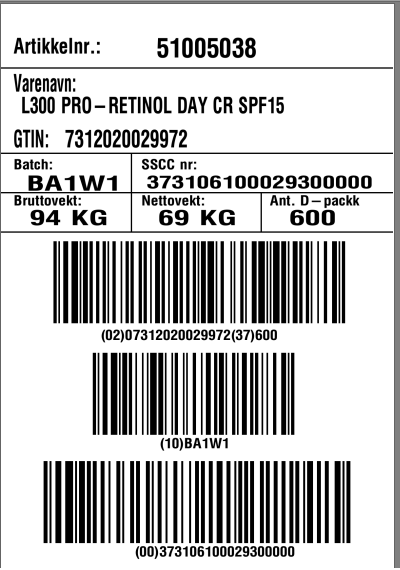 Artikkelnr.: 51005038
Varenavn:
L300 PRO–RETINOL DAY CR SPF15
GTIN: 7312020029972
Batch: SSCC nr:
BA1W1 373106100029300000
Bruttovekt: Nettovekt: Ant. D–packk
94 KG 69 KG 600
(02)07312020029972(37)600
(10)BA1W1
(00)373106100029300000